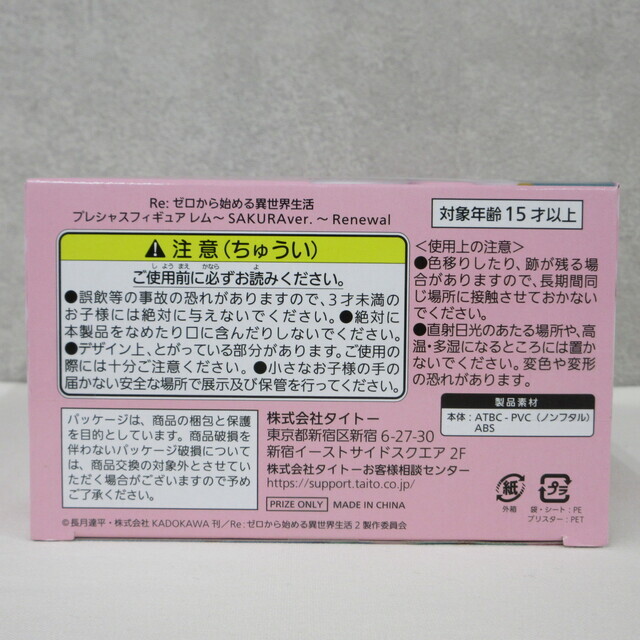 Re: ゼロから始める異世界生活
プレシャスフィギュア レム～ SAKURAver. ～ Renewal
対象年齢 15 才以上
注意(ちゅうい)
しようまえ かなら よ
ご使用前に必ずお読みください。
●誤飲等の事故の恐れがありますので、3才未満の
お子様には絶対に与えないでください。●絶対に
本製品をなめたり口に含んだりしないでください。
●デザイン上、とがっている部分があります。ご使用の
際には十分ご注意ください。●小さなお子様の手の
届かない安全な場所で展示及び保管を行ってください。
＜使用上の注意＞
●色移りしたり、跡が残る場
合がありますので、長期間同
じ場所に接触させておかない
でください。
●直射日光のあたる場所や、高
温・多湿になるところには置か
ないでください。変色や変形
の恐れがあります。
製品素材
本体 : ATBC - PVC (ノンフタル)
ABS
パッケージは、商品の梱包と保護
を目的としています。商品破損を
伴わないパッケージ破損について
は、商品交換の対象外とさせてい
ただく場合がございますので予め
ご了承ください。
株式会社タイトー
東京都新宿区新宿 6-27-30
新宿イーストサイドスクエア 2F
株式会社タイトーお客様相談センター
https://support.taito.co.jp/
PRIZE ONLY MADE IN CHINA
紙
外箱
プラ
袋・シート : PE
ブリスター : PET
©長月達平・株式会社 KADOKAWA 刊／Re : ゼロから始める異世界生活 2 製作委員会